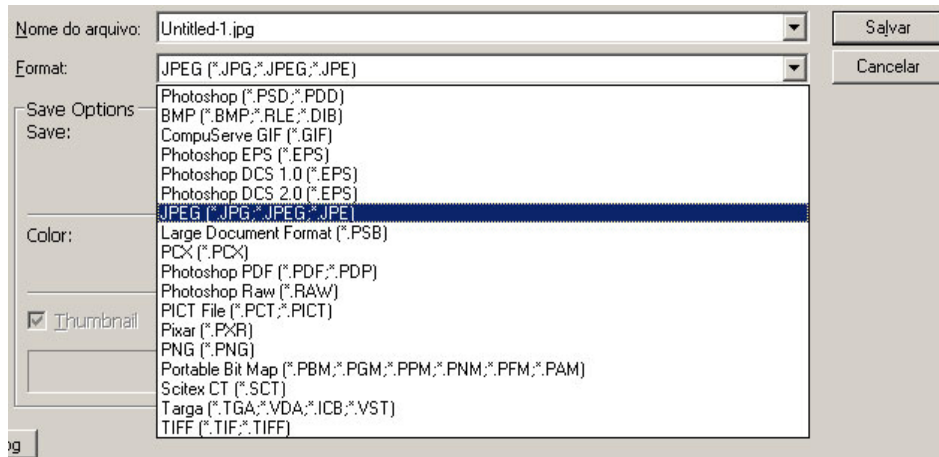 Nome do arquivo: Untitled-1.jpg Salvar
Format: JPEG (*.JPG;*.JPEG;*.JPE) Cancelar
Save Options
Save:
Color:
Thumbnail
Photoshop (*.PSD;*.PDD)
BMP (*.BMP;*.RLE;*.DIB)
CompuServe GIF (*.GIF)
Photoshop EPS (*.EPS)
Photoshop DCS 1.0 (*.EPS)
Photoshop DCS 2.0 (*.EPS)
JPEG (*.JPG;*.JPEG;*.JPE)
Large Document Format (*.PSB)
PCX (*.PCX)
Photoshop PDF (*.PDF;*.PDP)
Photoshop Raw (*.RAW)
PICT File (*.PCT;*.PICT)
Pixar (*.PXR)
PNG (*.PNG)
Portable Bit Map (*.PBM;*.PGM;*.PPM;*.PNM;*.PFM;*.PAM)
Scitex CT (*.SCT)
Targa (*.TGA;*.VDA;*.ICB;*.VST)
TIFF (*.TIF;*.TIFF)